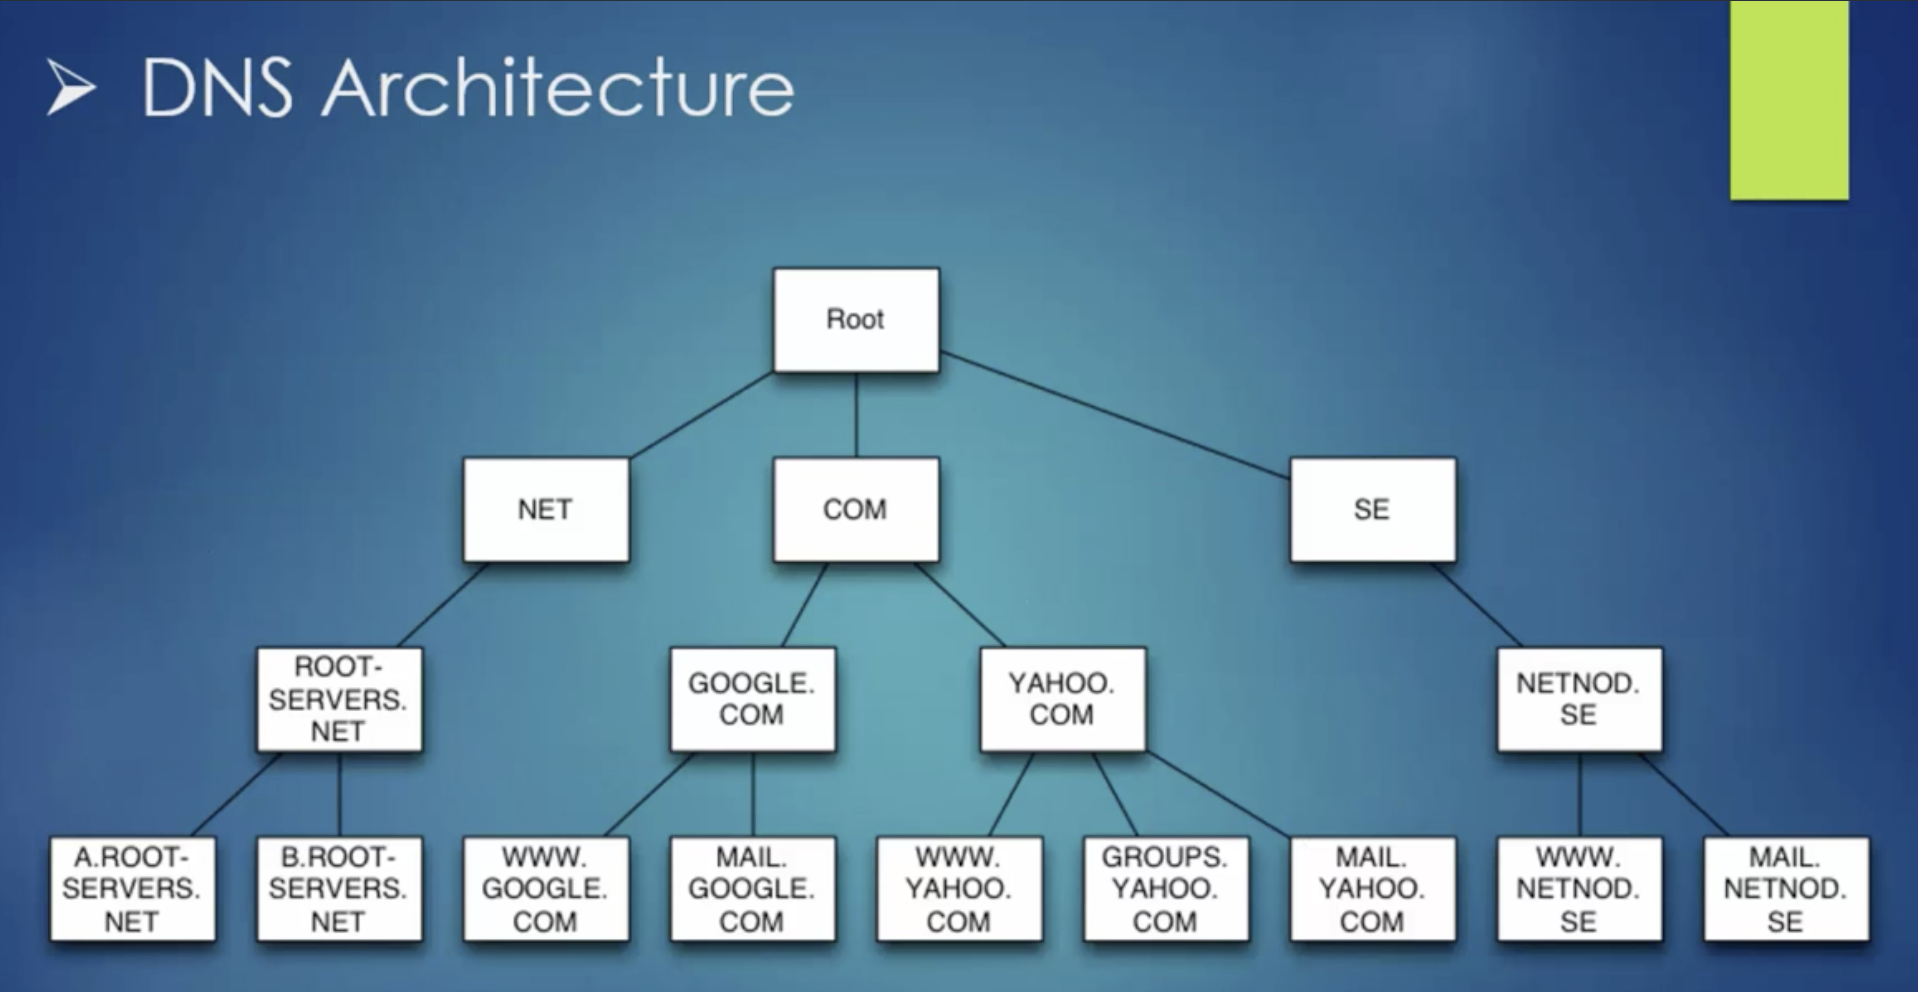 DNS Architecture
Root
NET
COM
SE
ROOT-
SERVERS.
NET
GOOGLE.
COM
YAHOO.
COM
NETNOD.
SE
A.ROOT-
SERVERS.
NET
B.ROOT-
SERVERS.
NET
WWW.
GOOGLE.
COM
MAIL.
GOOGLE.
COM
WWW.
YAHOO.
COM
GROUPS.
YAHOO.
COM
MAIL.
YAHOO.
COM
WWW.
NETNOD.
SE
MAIL.
NETNOD.
SE